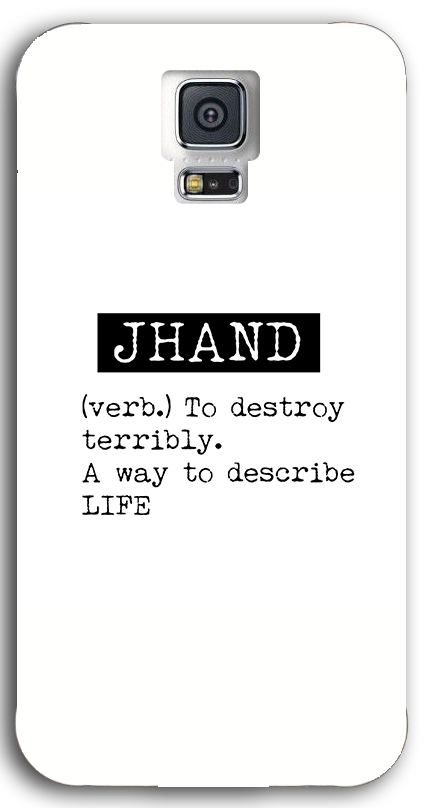 JHAND
(verb.) To destroy
terribly.
A way to describe
LIFE